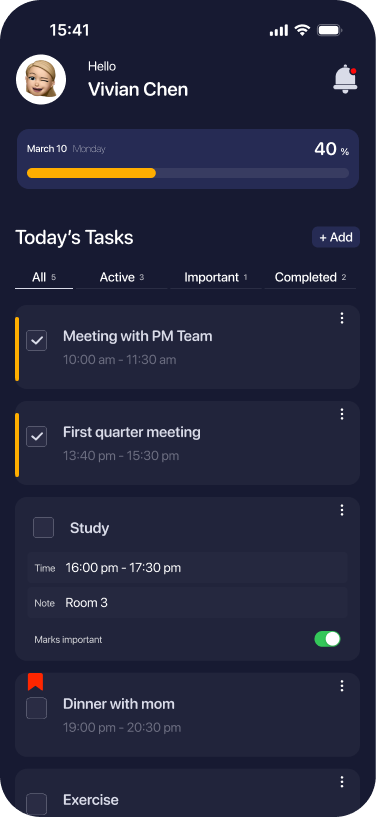 15:41
Hello
Vivian Chen
March 10 Monday 40 %
Today's Tasks + Add
All 5 Active 3 Important 1 Completed 2
Meeting with PM Team
10:00 am - 11:30 am
First quarter meeting
13:40 pm - 15:30 pm
Study
Time 16:00 pm - 17:30 pm
Note Room 3
Marks important
Dinner with mom
19:00 pm - 20:30 pm
Exercise